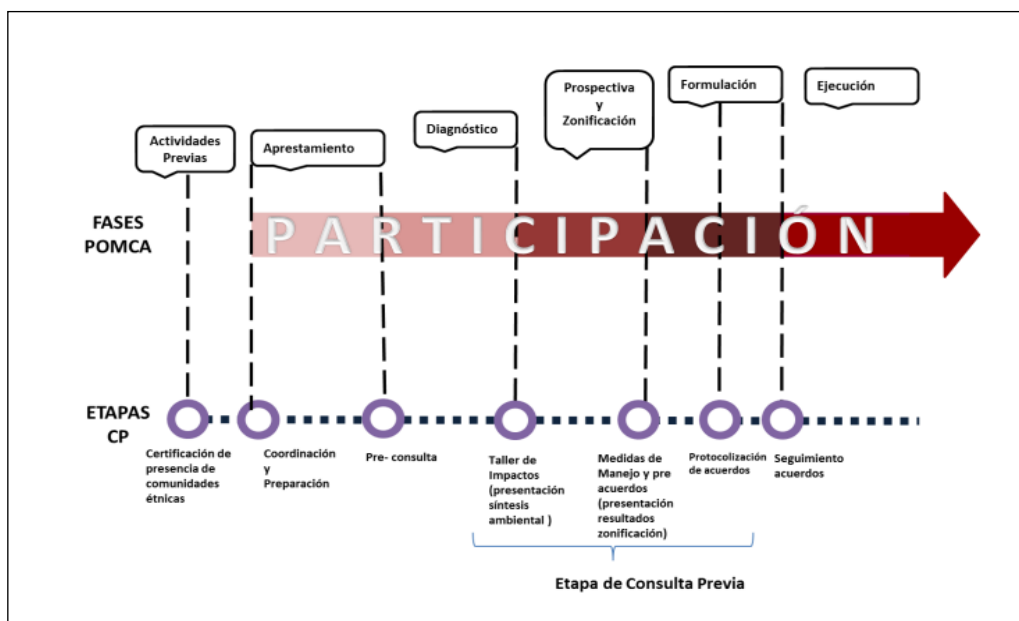 Actividades
Previas
Aprestamiento
Diagnóstico
Prospectiva
y
Zonificación
Formulación
Ejecución
FASES
POMCA
PARTICIPACIÓN
ETAPAS
CP
Certificación de
presencia de
comunidades
étnicas
Coordinación
y
Preparación
Pre- consulta
Taller de
Impactos
(presentación
síntesis
ambiental )
Medidas de
Manejo y pre
acuerdos
(presentación
resultados
zonificación)
Protocolización
de acuerdos
Seguimiento
acuerdos
Etapa de Consulta Previa